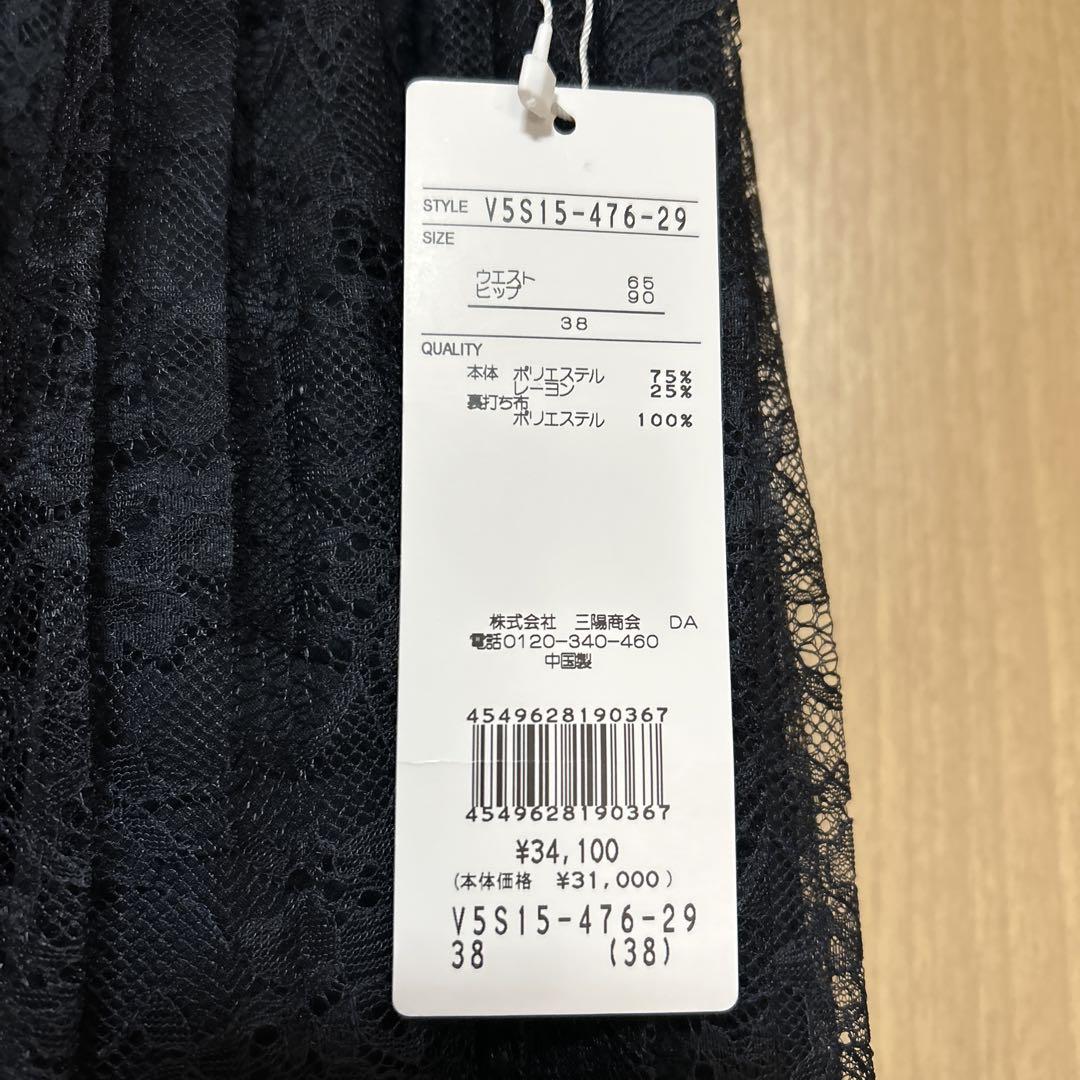 STYLE V5S15-476-29
SIZE
ウエスト 65
ヒップ 90
38
QUALITY
本体 ポリエステル 75%
レーヨン 25%
裏打ち布
ポリエステル 100%
株式会社 三陽商会 DA
電話0120-340-460
中国製
4549628190367
4549628190367
¥34,100
(本体価格 ¥31,000)
V5S15-476-29
38 (38)